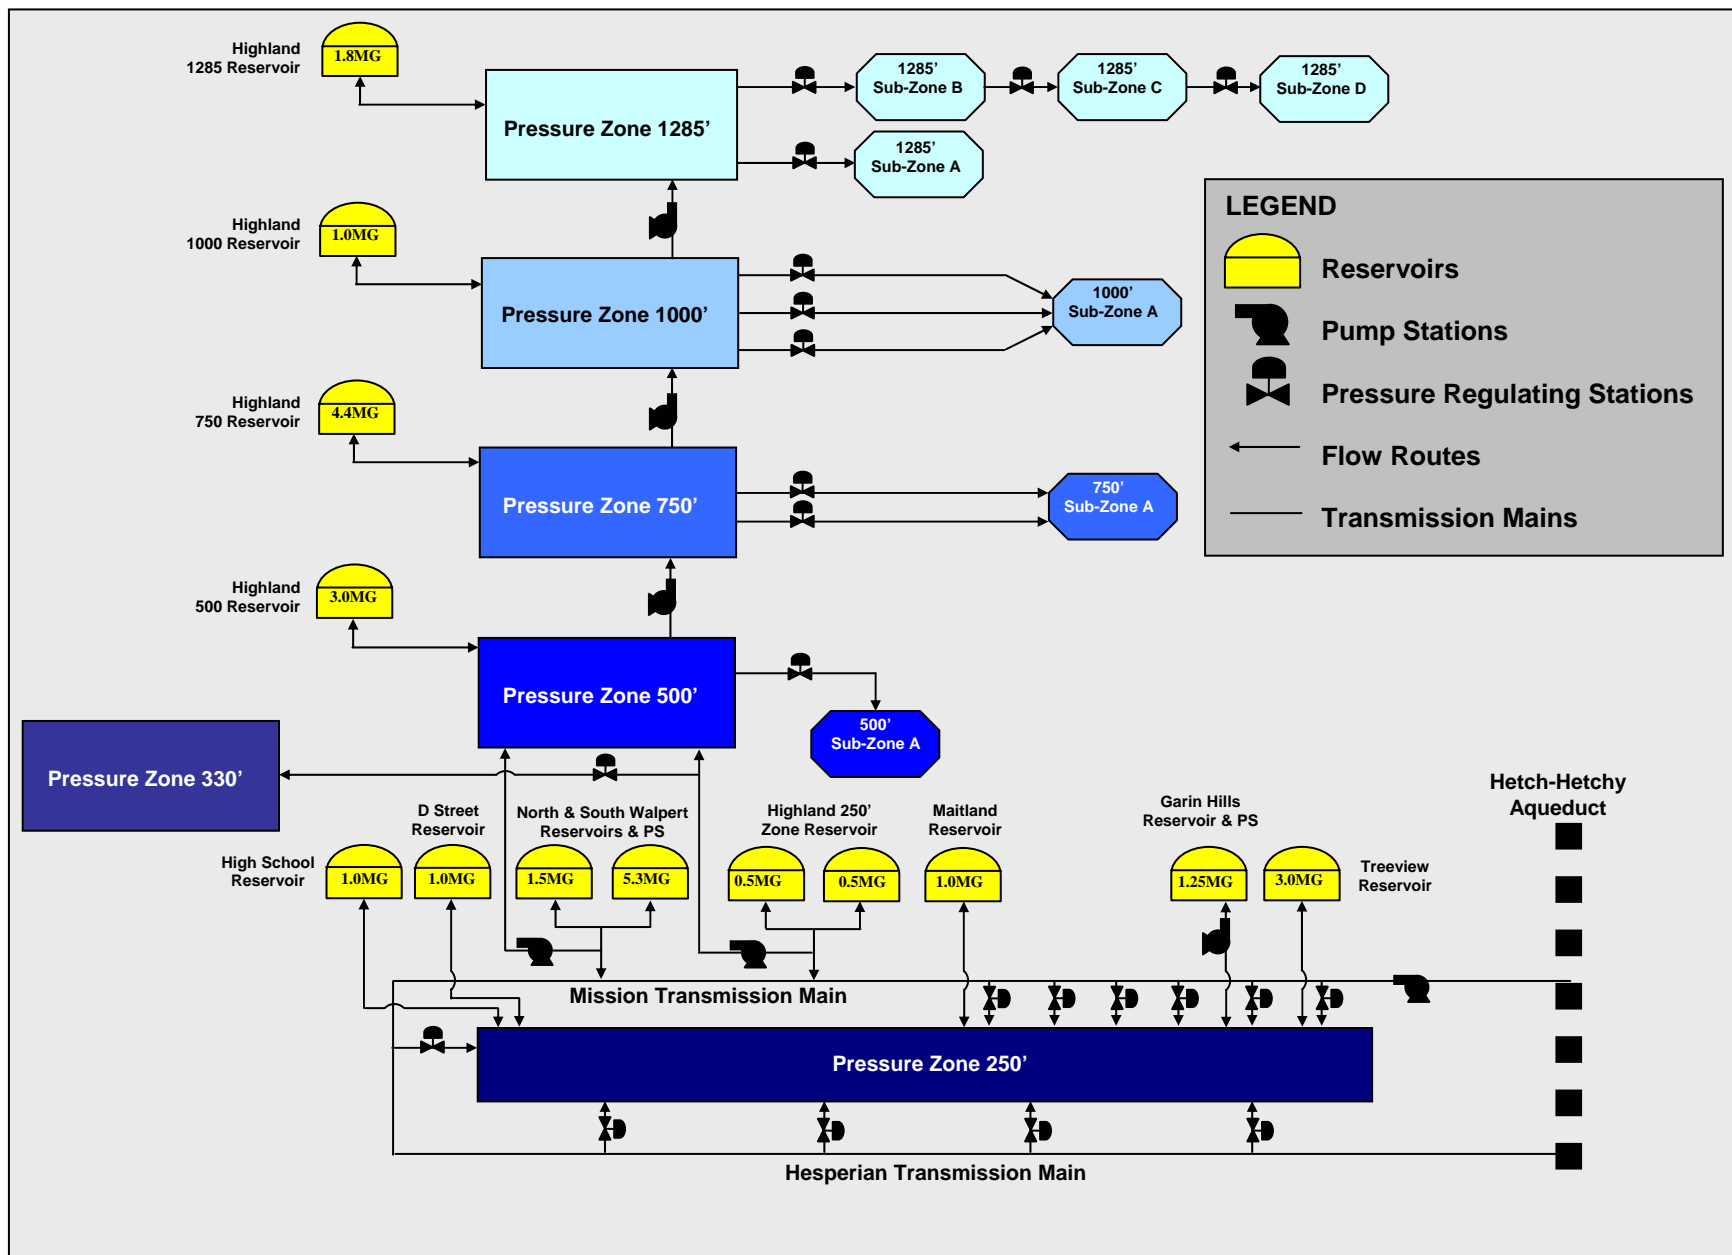 Highland
1285 Reservoir
1.8MG
Pressure Zone 1285’
1285’
Sub-Zone B
1285’
Sub-Zone C
1285’
Sub-Zone D
1285’
Sub-Zone A
LEGEND
Reservoirs
Pump Stations
Pressure Regulating Stations
Flow Routes
Transmission Mains
Highland
1000 Reservoir
1.0MG
Pressure Zone 1000’
1000’
Sub-Zone A
Highland
750 Reservoir
4.4MG
Pressure Zone 750’
750’
Sub-Zone A
Highland
500 Reservoir
3.0MG
Pressure Zone 500’
500’
Sub-Zone A
Pressure Zone 330’
High School
Reservoir
1.0MG
D Street
Reservoir
1.0MG
North & South Walpert
Reservoirs & PS
1.5MG
5.3MG
Highland 250’
Zone Reservoir
0.5MG
0.5MG
Maitland
Reservoir
1.0MG
Garin Hills
Reservoir & PS
1.25MG
3.0MG
Treeview
Reservoir
Hetch-Hetchy
Aqueduct
Mission Transmission Main
Pressure Zone 250’
Hesperian Transmission Main